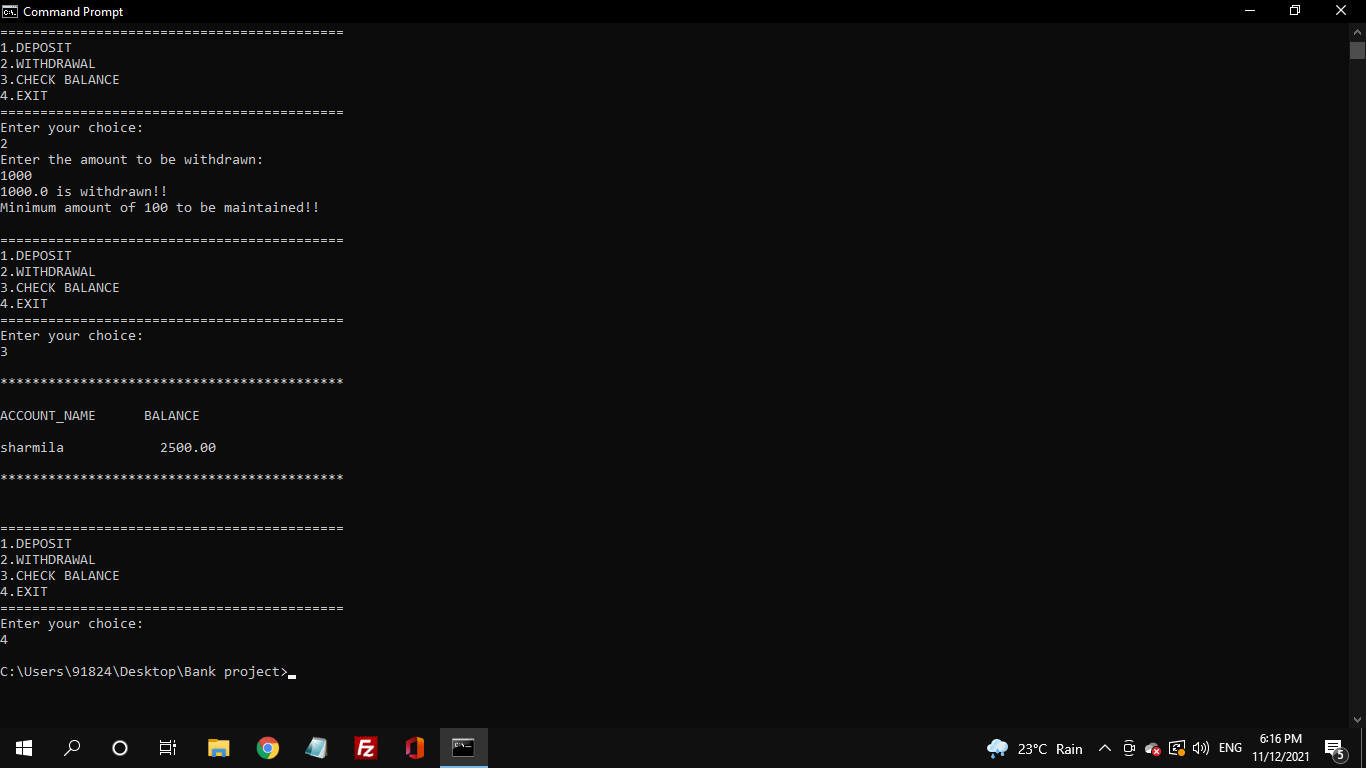 Command Prompt
===========================================
1.DEPOSIT
2.WITHDRAWAL
3.CHECK BALANCE
4.EXIT
===========================================
Enter your choice:
2
Enter the amount to be withdrawn:
1000
1000.0 is withdrawn!!
Minimum amount of 100 to be maintained!!
===========================================
1.DEPOSIT
2.WITHDRAWAL
3.CHECK BALANCE
4.EXIT
===========================================
Enter your choice:
3
*******************************************
ACCOUNT_NAME      BALANCE
sharmila            2500.00
*******************************************
===========================================
1.DEPOSIT
2.WITHDRAWAL
3.CHECK BALANCE
4.EXIT
===========================================
Enter your choice:
4
C:\Users\91824\Desktop\Bank project>
23°C Rain ENG 6:16 PM
11/12/2021
5